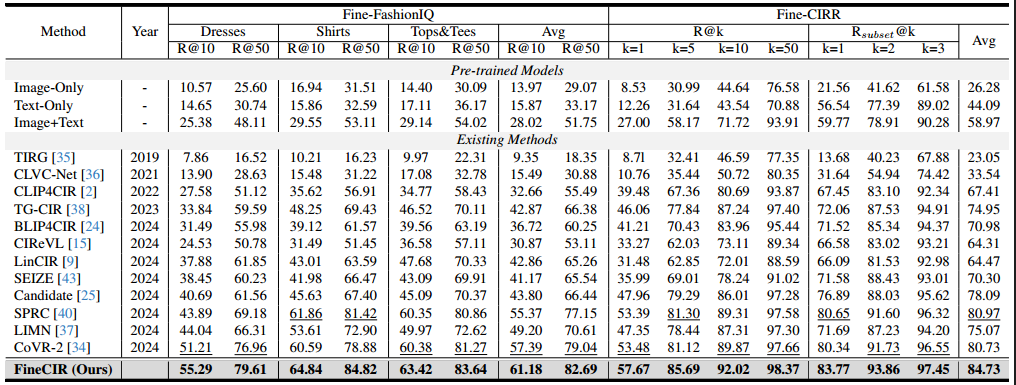 Method Year Fine-FashionIQ Fine-CIRR
Dresses Shirts Tops&Tees Avg R@k R_subset@k Avg
R@10 R@50 R@10 R@50 R@10 R@50 R@10 R@50 k=1 k=5 k=10 k=50 k=1 k=2 k=3
Pre-trained Models
Image-Only - 10.57 25.60 16.94 31.51 14.40 30.09 13.97 29.07 8.53 30.99 44.64 76.58 21.56 41.62 61.58 26.28
Text-Only - 14.65 30.74 15.86 32.59 17.11 36.17 15.87 33.17 12.26 31.64 43.54 70.88 56.54 77.39 89.02 44.09
Image+Text - 25.38 48.11 29.55 53.11 29.14 54.02 28.02 51.75 27.00 58.17 71.72 93.91 59.77 78.91 90.28 58.97
Existing Methods
TIRG [35] 2019 7.86 16.52 10.21 16.23 9.97 22.31 9.35 18.35 8.71 32.41 46.59 77.35 13.68 40.23 67.88 23.05
CLVC-Net [36] 2021 13.90 28.63 15.48 31.22 17.08 32.78 15.49 30.88 10.76 35.44 50.72 80.35 31.64 54.94 74.42 33.54
CLIP4CIR [2] 2022 27.58 51.12 35.62 56.91 34.77 58.43 32.66 55.49 39.48 67.36 80.69 93.87 67.45 83.10 92.34 67.41
TG-CIR [38] 2023 33.84 59.59 48.25 69.43 46.52 70.11 42.87 66.38 46.06 77.84 87.24 97.40 72.06 87.53 94.91 74.95
BLIP4CIR [24] 2024 31.49 55.98 39.12 61.57 39.56 63.19 36.72 60.25 41.21 70.43 83.96 95.44 71.52 85.34 94.37 70.98
CIReVL [15] 2024 24.53 50.78 31.49 51.45 36.58 57.11 30.87 53.11 33.27 62.03 73.11 89.34 66.58 83.02 93.21 64.31
LinCIR [9] 2024 37.88 61.85 43.01 63.59 47.68 70.33 42.86 65.26 31.48 62.85 72.01 88.59 66.09 81.53 92.98 64.47
SEIZE [43] 2024 38.45 60.23 41.98 66.47 43.09 69.91 41.17 65.54 35.99 69.01 78.24 91.02 71.58 88.43 93.01 70.30
Candidate [25] 2024 40.69 61.56 45.63 67.40 45.09 70.37 43.80 66.44 47.96 79.29 86.01 97.28 76.89 88.03 95.62 78.09
SPRC [40] 2024 43.89 69.18 61.86 81.42 60.35 80.86 55.37 77.15 53.39 81.30 89.31 97.58 80.65 91.60 96.32 80.97
LIMN [37] 2024 44.04 66.31 53.61 72.90 49.97 72.62 49.20 70.61 47.35 78.44 87.31 97.30 71.69 87.23 94.20 75.07
CoVR-2 [34] 2024 51.21 76.96 60.59 78.88 60.38 81.27 57.39 79.04 53.48 81.12 89.87 97.66 80.34 91.73 96.55 80.73
FineCIR (Ours) 55.29 79.61 64.84 84.82 63.42 83.64 61.18 82.69 57.67 85.69 92.02 98.37 83.77 93.86 97.45 84.73